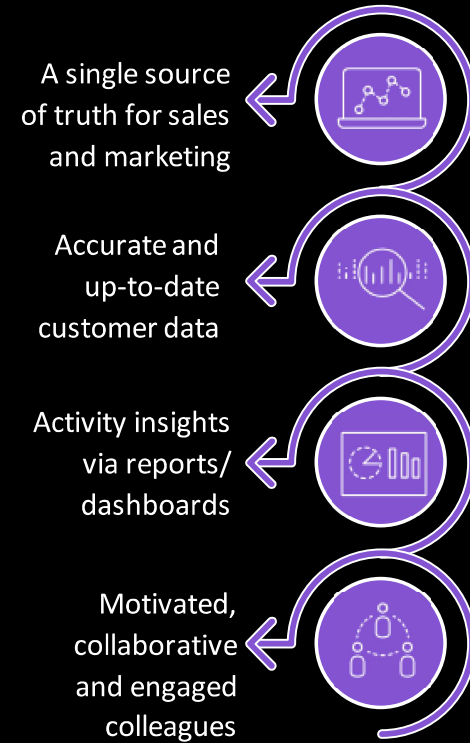 A single source
of truth for sales
and marketing
Accurate and
up-to-date
customer data
Activity insights
via reports/
dashboards
Motivated,
collaborative
and engaged
colleagues